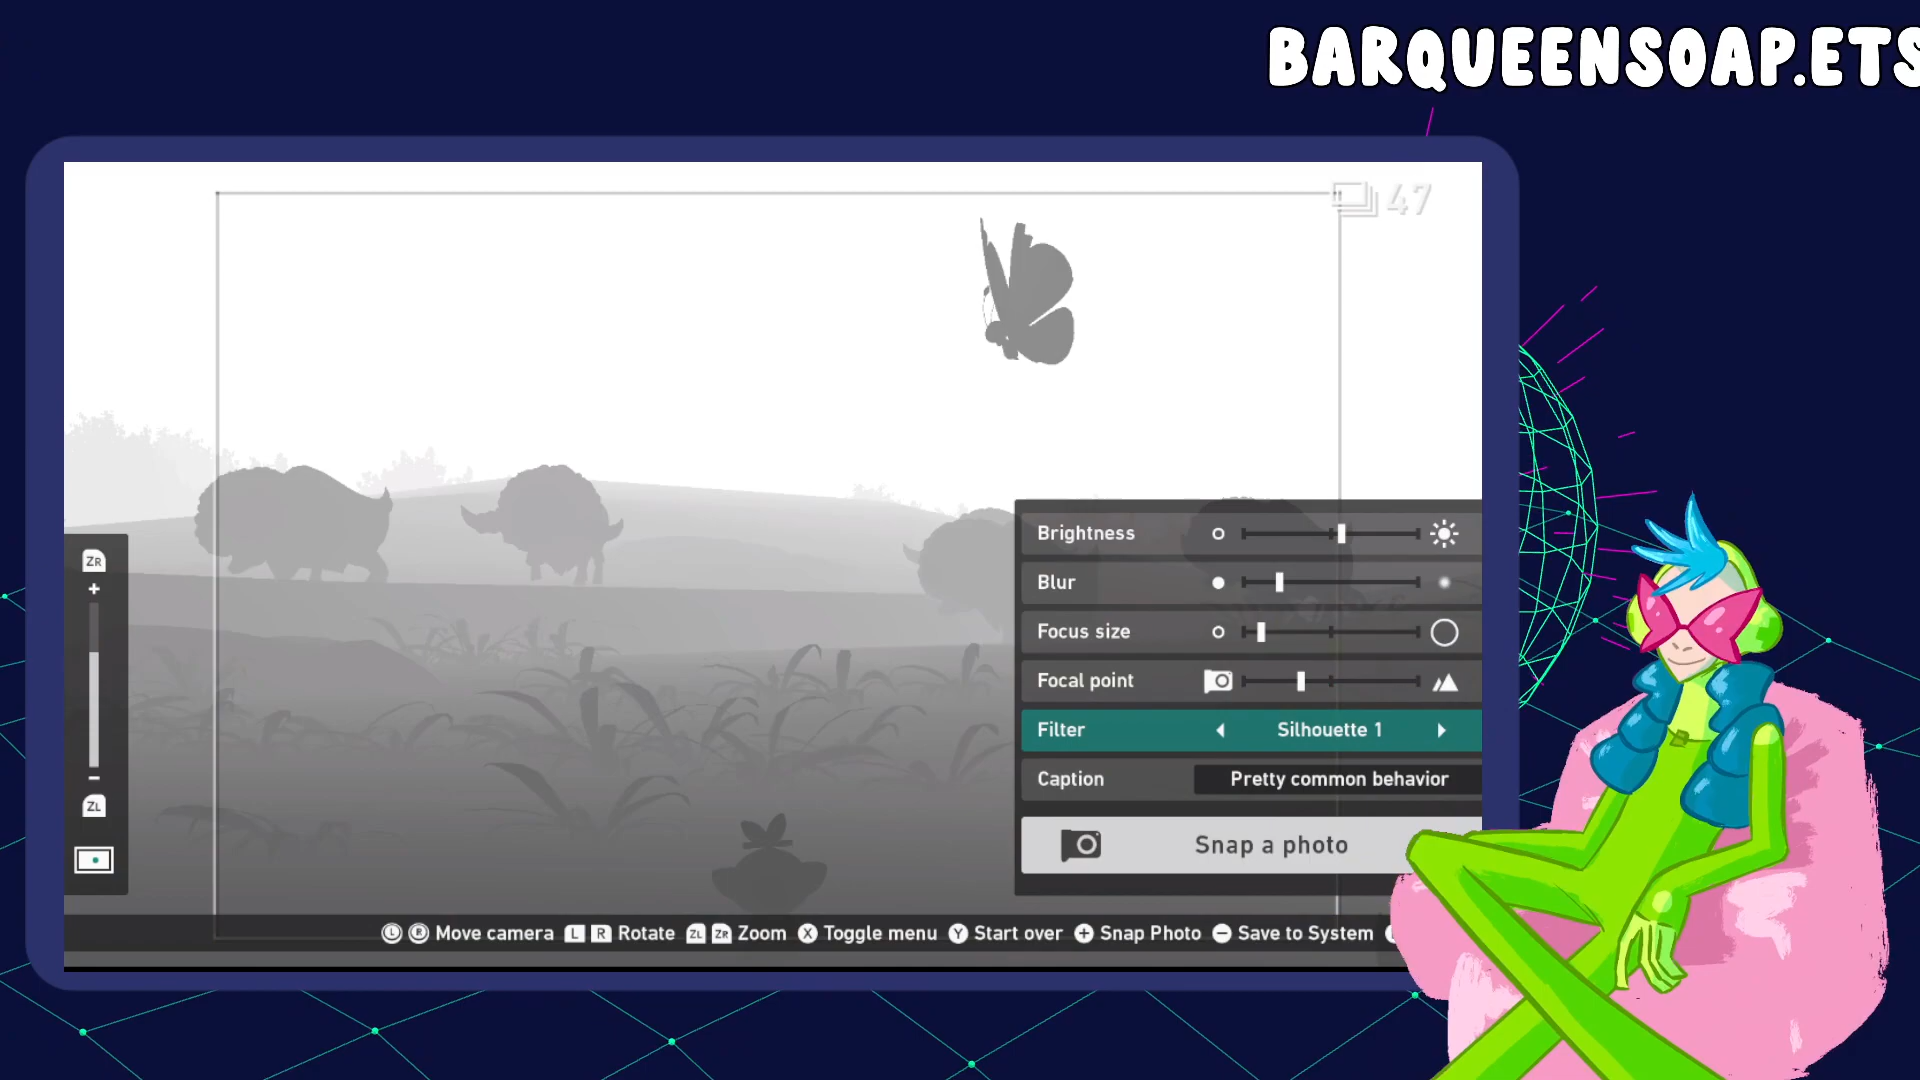 BARQUEENSOAP.ETS
47
Brightness
Blur
Focus size
Focal point
Filter Silhouette 1
Caption Pretty common behavior
Snap a photo
ZR
+
-
ZL
L R Move camera L R Rotate ZL ZR Zoom X Toggle menu Y Start over + Snap Photo - Save to System